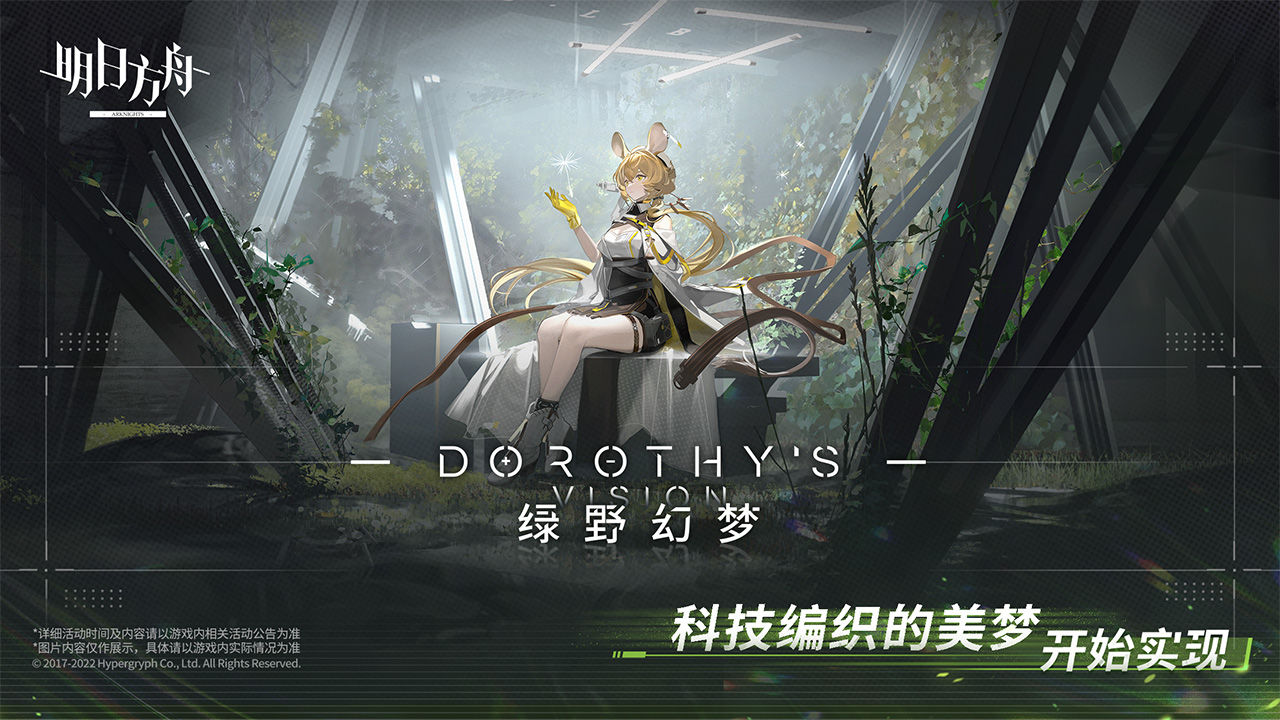 明日方舟
ARKNIGHTS
DOROTHY'S
VISION
绿野幻梦
科技编织的美梦
开始实现
*详细活动时间及内容请以游戏内相关活动公告为准
*图片内容仅作展示，具体请以游戏内实际情况为准
© 2017-2022 Hypergryph Co., Ltd. All Rights Reserved.